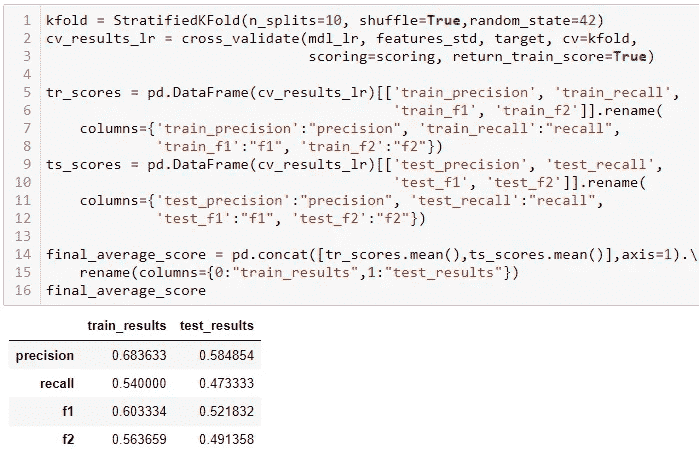 1 kfold = StratifiedKFold(n_splits=10, shuffle=True,random_state=42)
2 cv_results_lr = cross_validate(mdl_lr, features_std, target, cv=kfold,
3                                scoring=scoring, return_train_score=True)
4
5 tr_scores = pd.DataFrame(cv_results_lr)[['train_precision', 'train_recall',
6                                          'train_f1', 'train_f2']].rename(
7     columns={'train_precision':"precision", 'train_recall':"recall",
8              'train_f1':"f1", 'train_f2':"f2"})
9 ts_scores = pd.DataFrame(cv_results_lr)[['test_precision', 'test_recall',
10                                          'test_f1', 'test_f2']].rename(
11     columns={'test_precision':"precision", 'test_recall':"recall",
12              'test_f1':"f1", 'test_f2':"f2"})
13
14 final_average_score = pd.concat([tr_scores.mean(),ts_scores.mean()],axis=1).\
15     rename(columns={0:"train_results",1:"test_results"})
16 final_average_score
train_results test_results
precision 0.683633 0.584854
recall 0.540000 0.473333
f1 0.603334 0.521832
f2 0.563659 0.491358